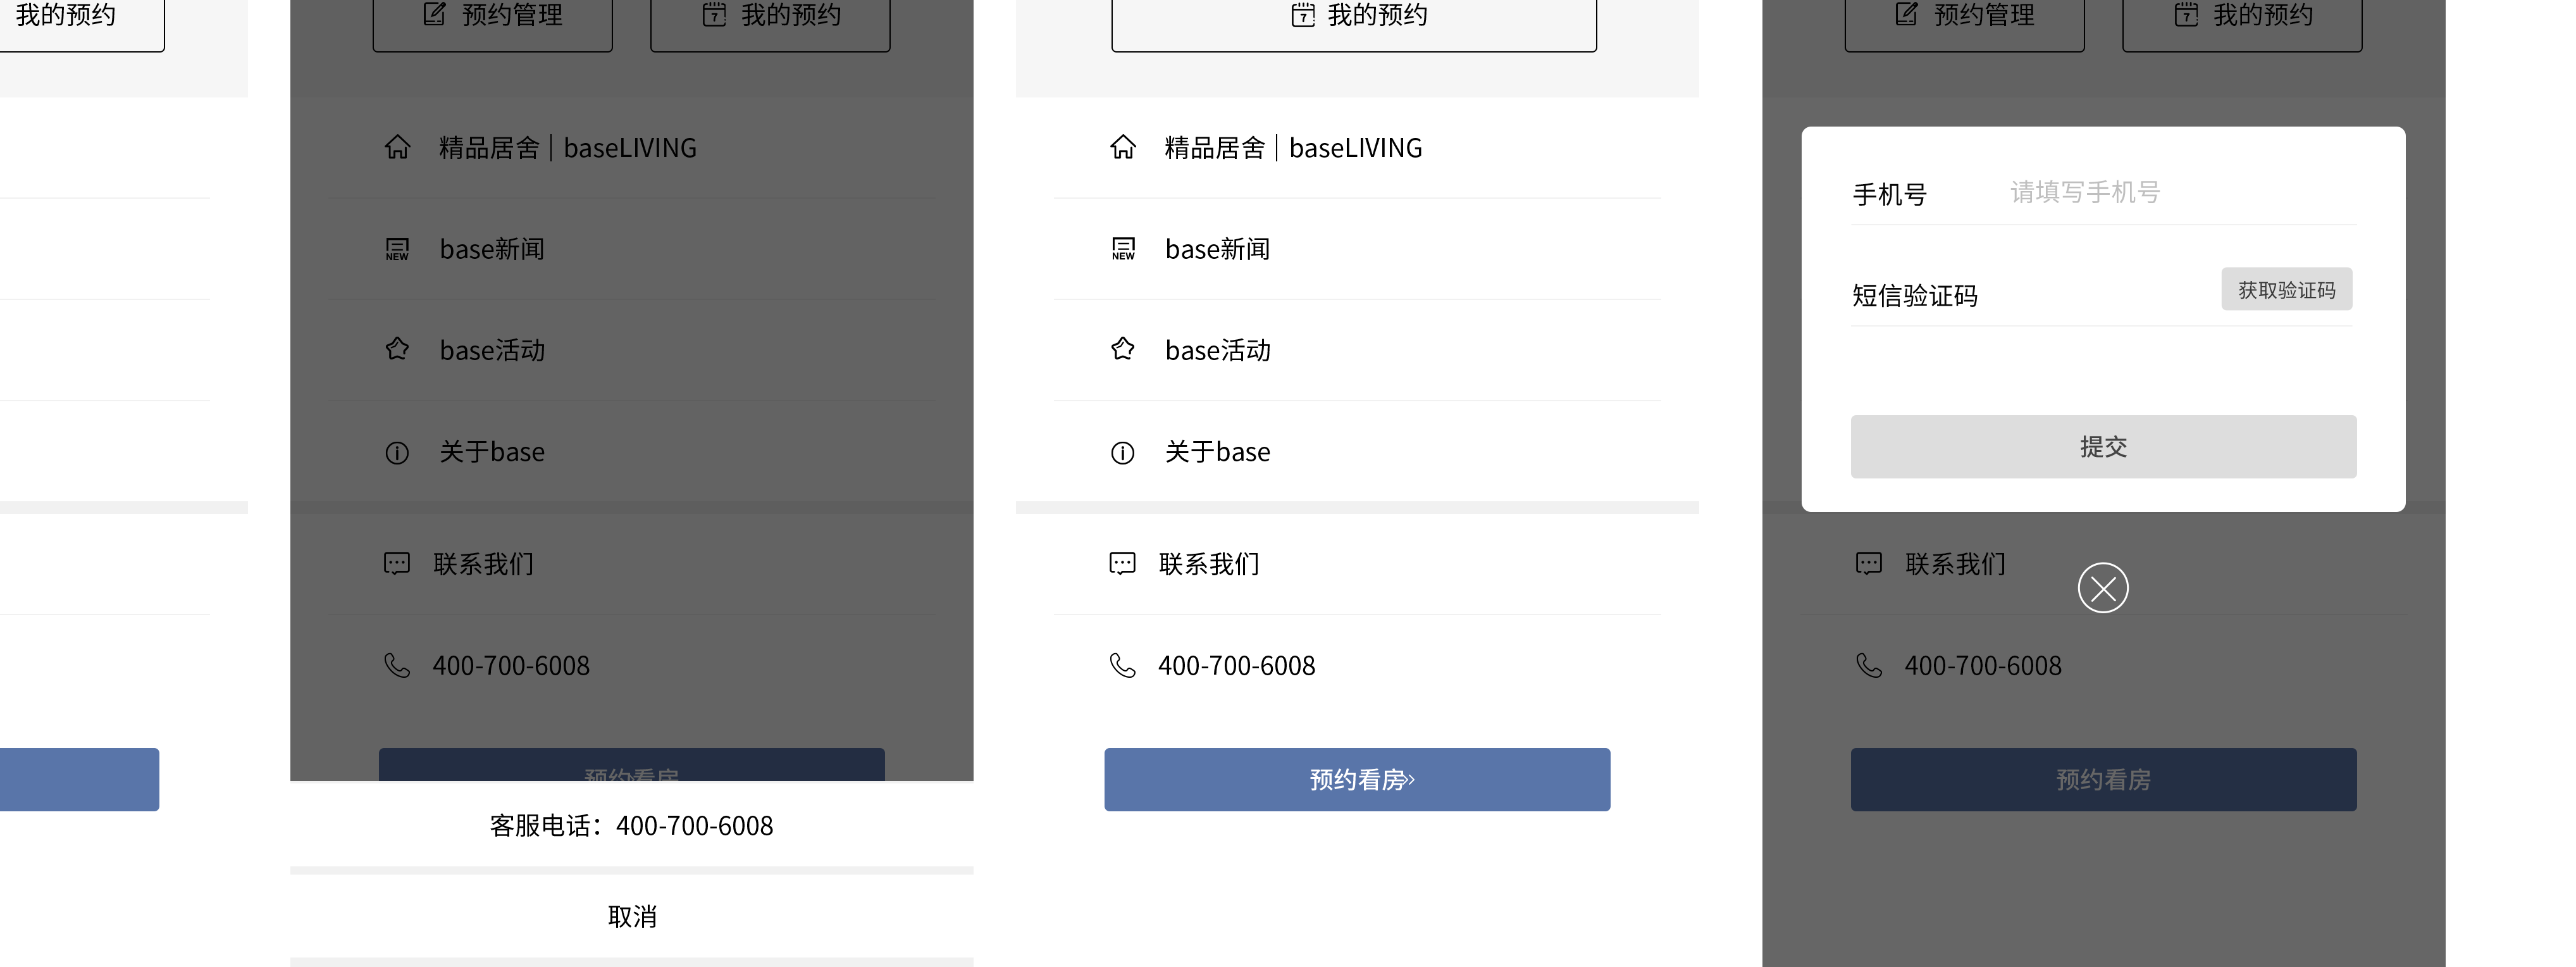 我的预约
预约管理
我的预约
精品居舍｜baseLIVING
NEW
base新闻
base活动
关于base
联系我们
400-700-6008
预约看房
客服电话：400-700-6008
取消
7
我的预约
精品居舍｜baseLIVING
NEW
base新闻
base活动
关于base
联系我们
400-700-6008
预约看房
预约管理
7
我的预约
手机号
请填写手机号
短信验证码
获取验证码
提交
联系我们
400-700-6008
预约看房